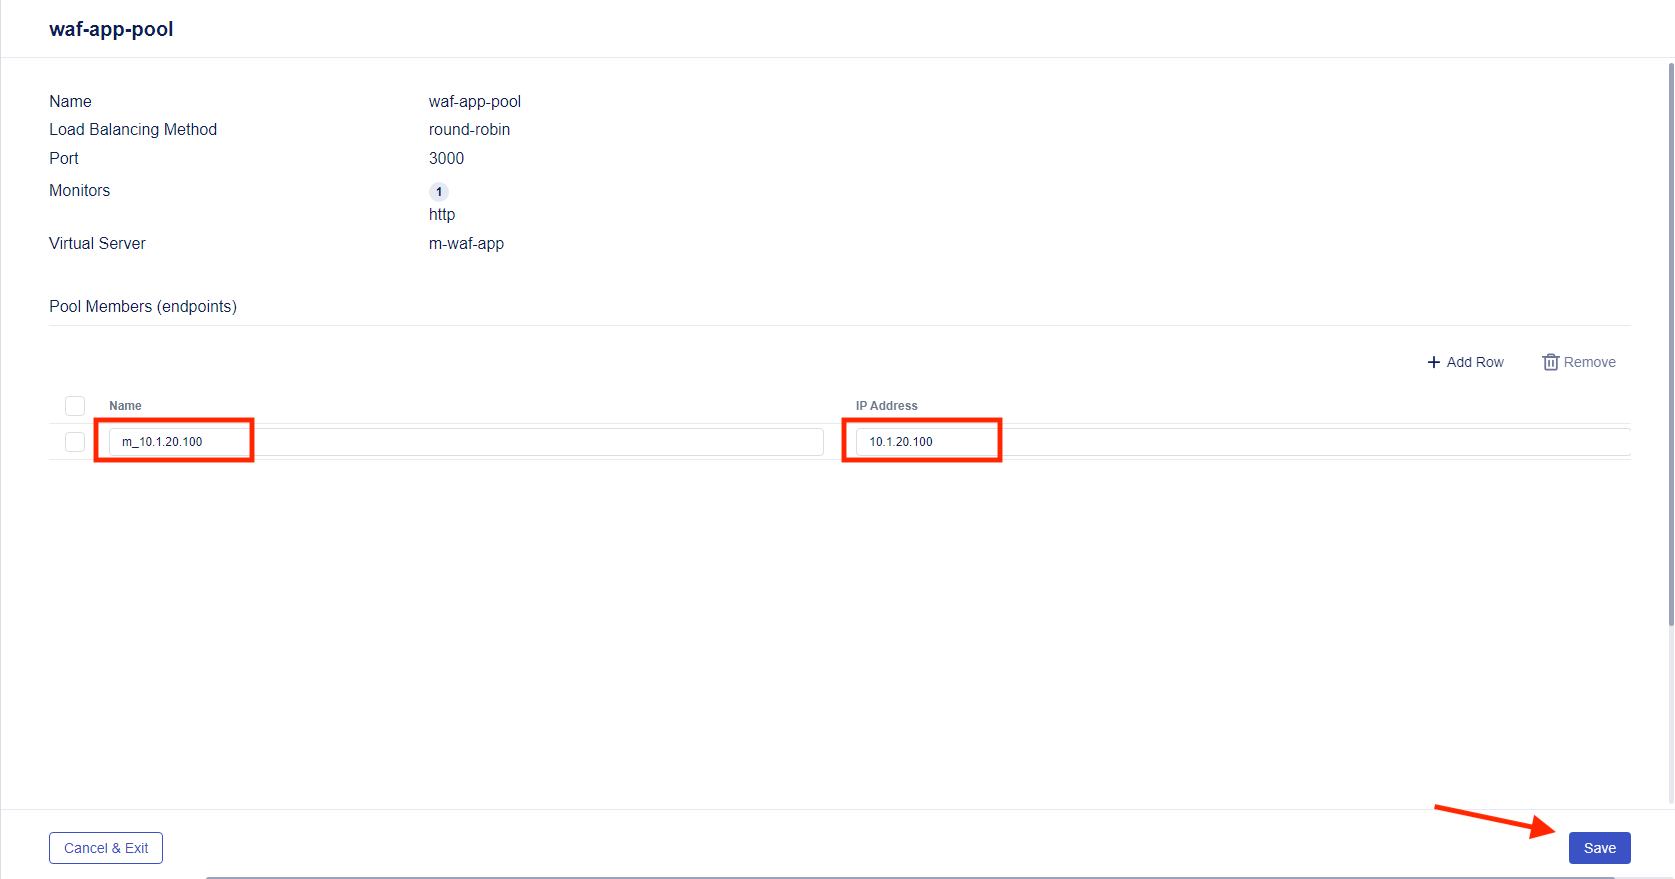 waf-app-pool
Name waf-app-pool
Load Balancing Method round-robin
Port 3000
Monitors 1
http
Virtual Server m-waf-app
Pool Members (endpoints)
+ Add Row Remove
Name IP Address
m_10.1.20.100 10.1.20.100
Cancel & Exit Save